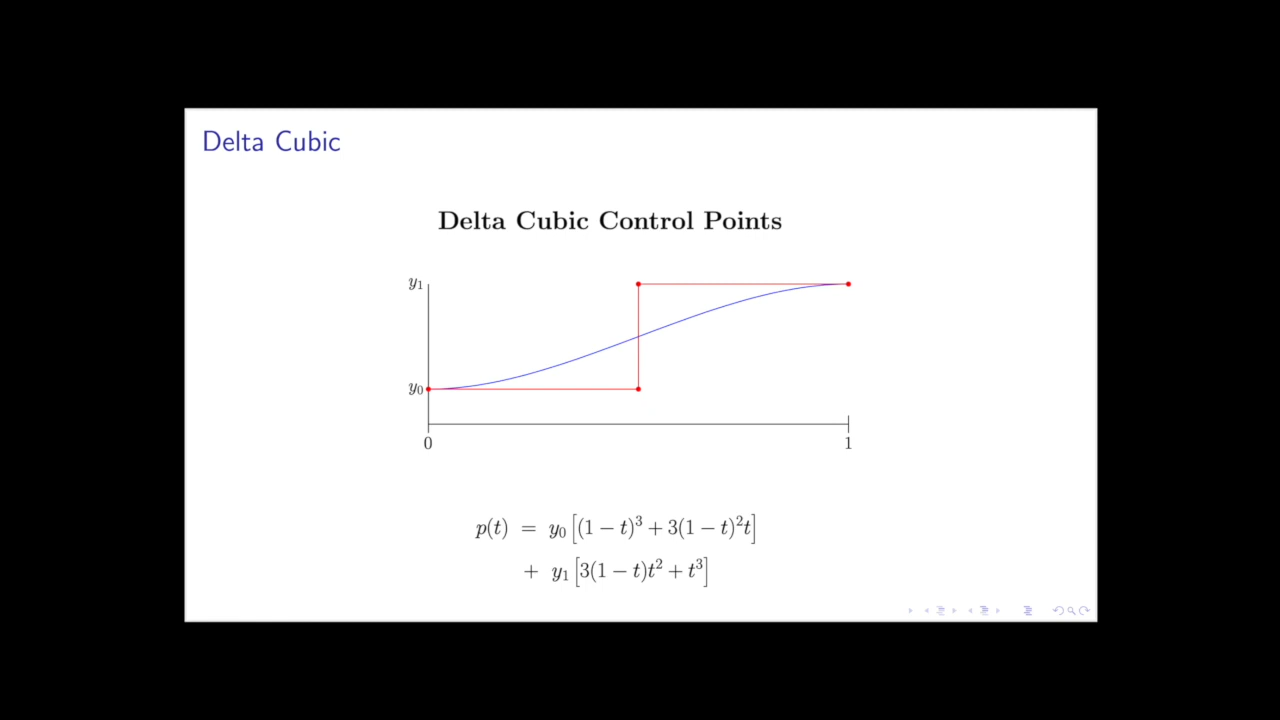 Delta Cubic
Delta Cubic Control Points
y₁
y₀
0 1
p(t) = y₀ [(1 − t)³ + 3(1 − t)²t]
+ y₁ [3(1 − t)t² + t³]